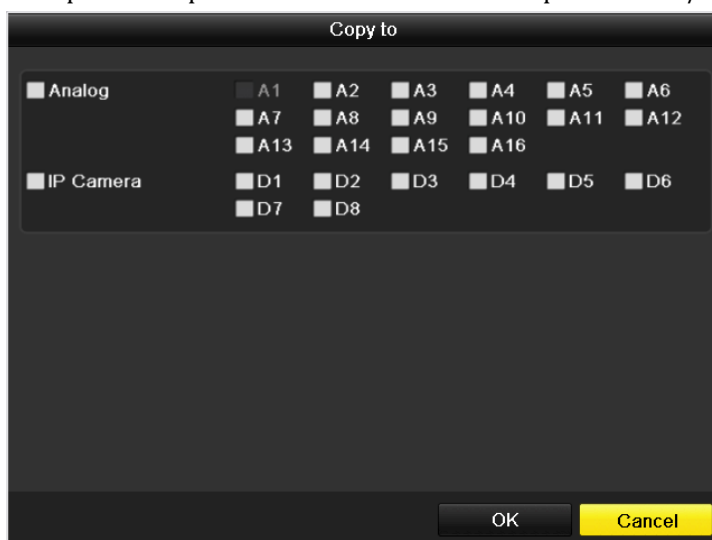 Copy to
Analog A1 A2 A3 A4 A5 A6
A7 A8 A9 A10 A11 A12
A13 A14 A15 A16
IP Camera D1 D2 D3 D4 D5 D6
D7 D8
OK Cancel